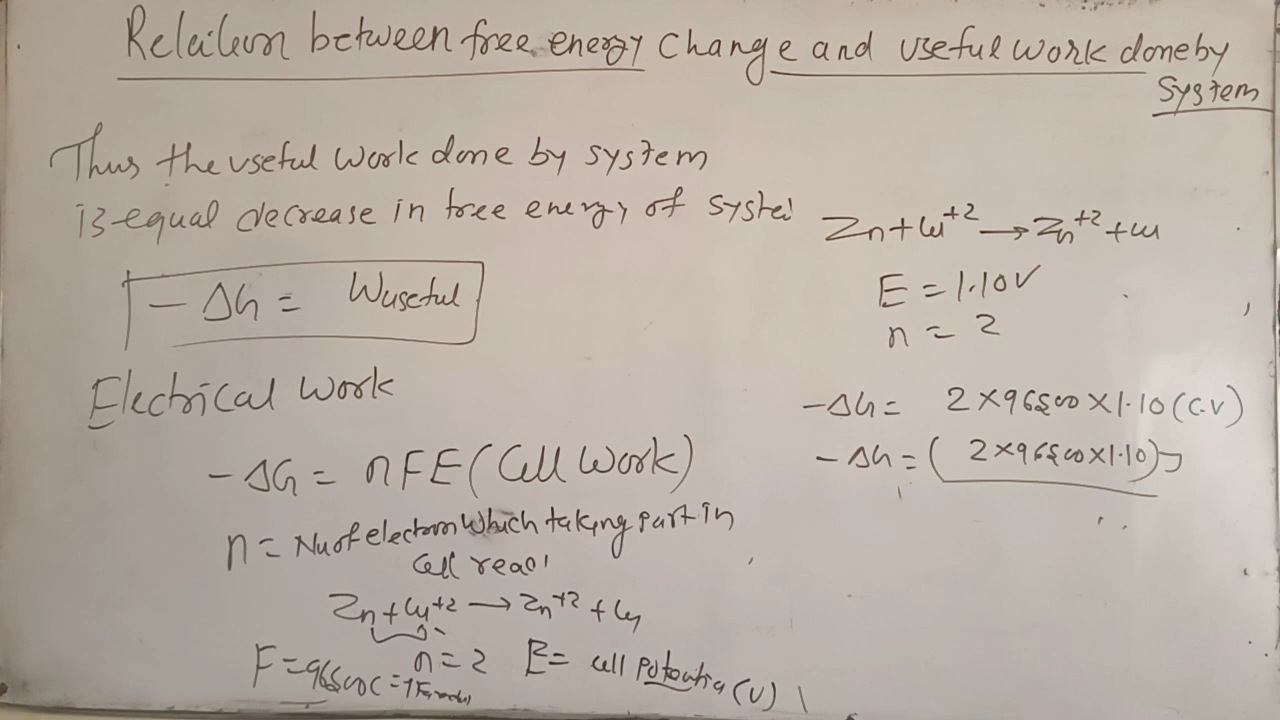 Relation between free energy change and useful work done by
system
Thus the useful work done by system
is equal decrease in free energy of system
-ΔG = Wuseful
Electrical work
-ΔG = nFE (Cell work)
n = No of electron which taking part in
cell react
Zn + Cu+2 → Zn+2 + Cu
n = 2
F = 96500C = 1 Faraday
E = cell potential (V)
Zn + Cu+2 → Zn+2 + Cu
E = 1.10V
n = 2
-ΔG = 2×96500×1.10 (C.V)
-ΔG = (2×96500×1.10) J